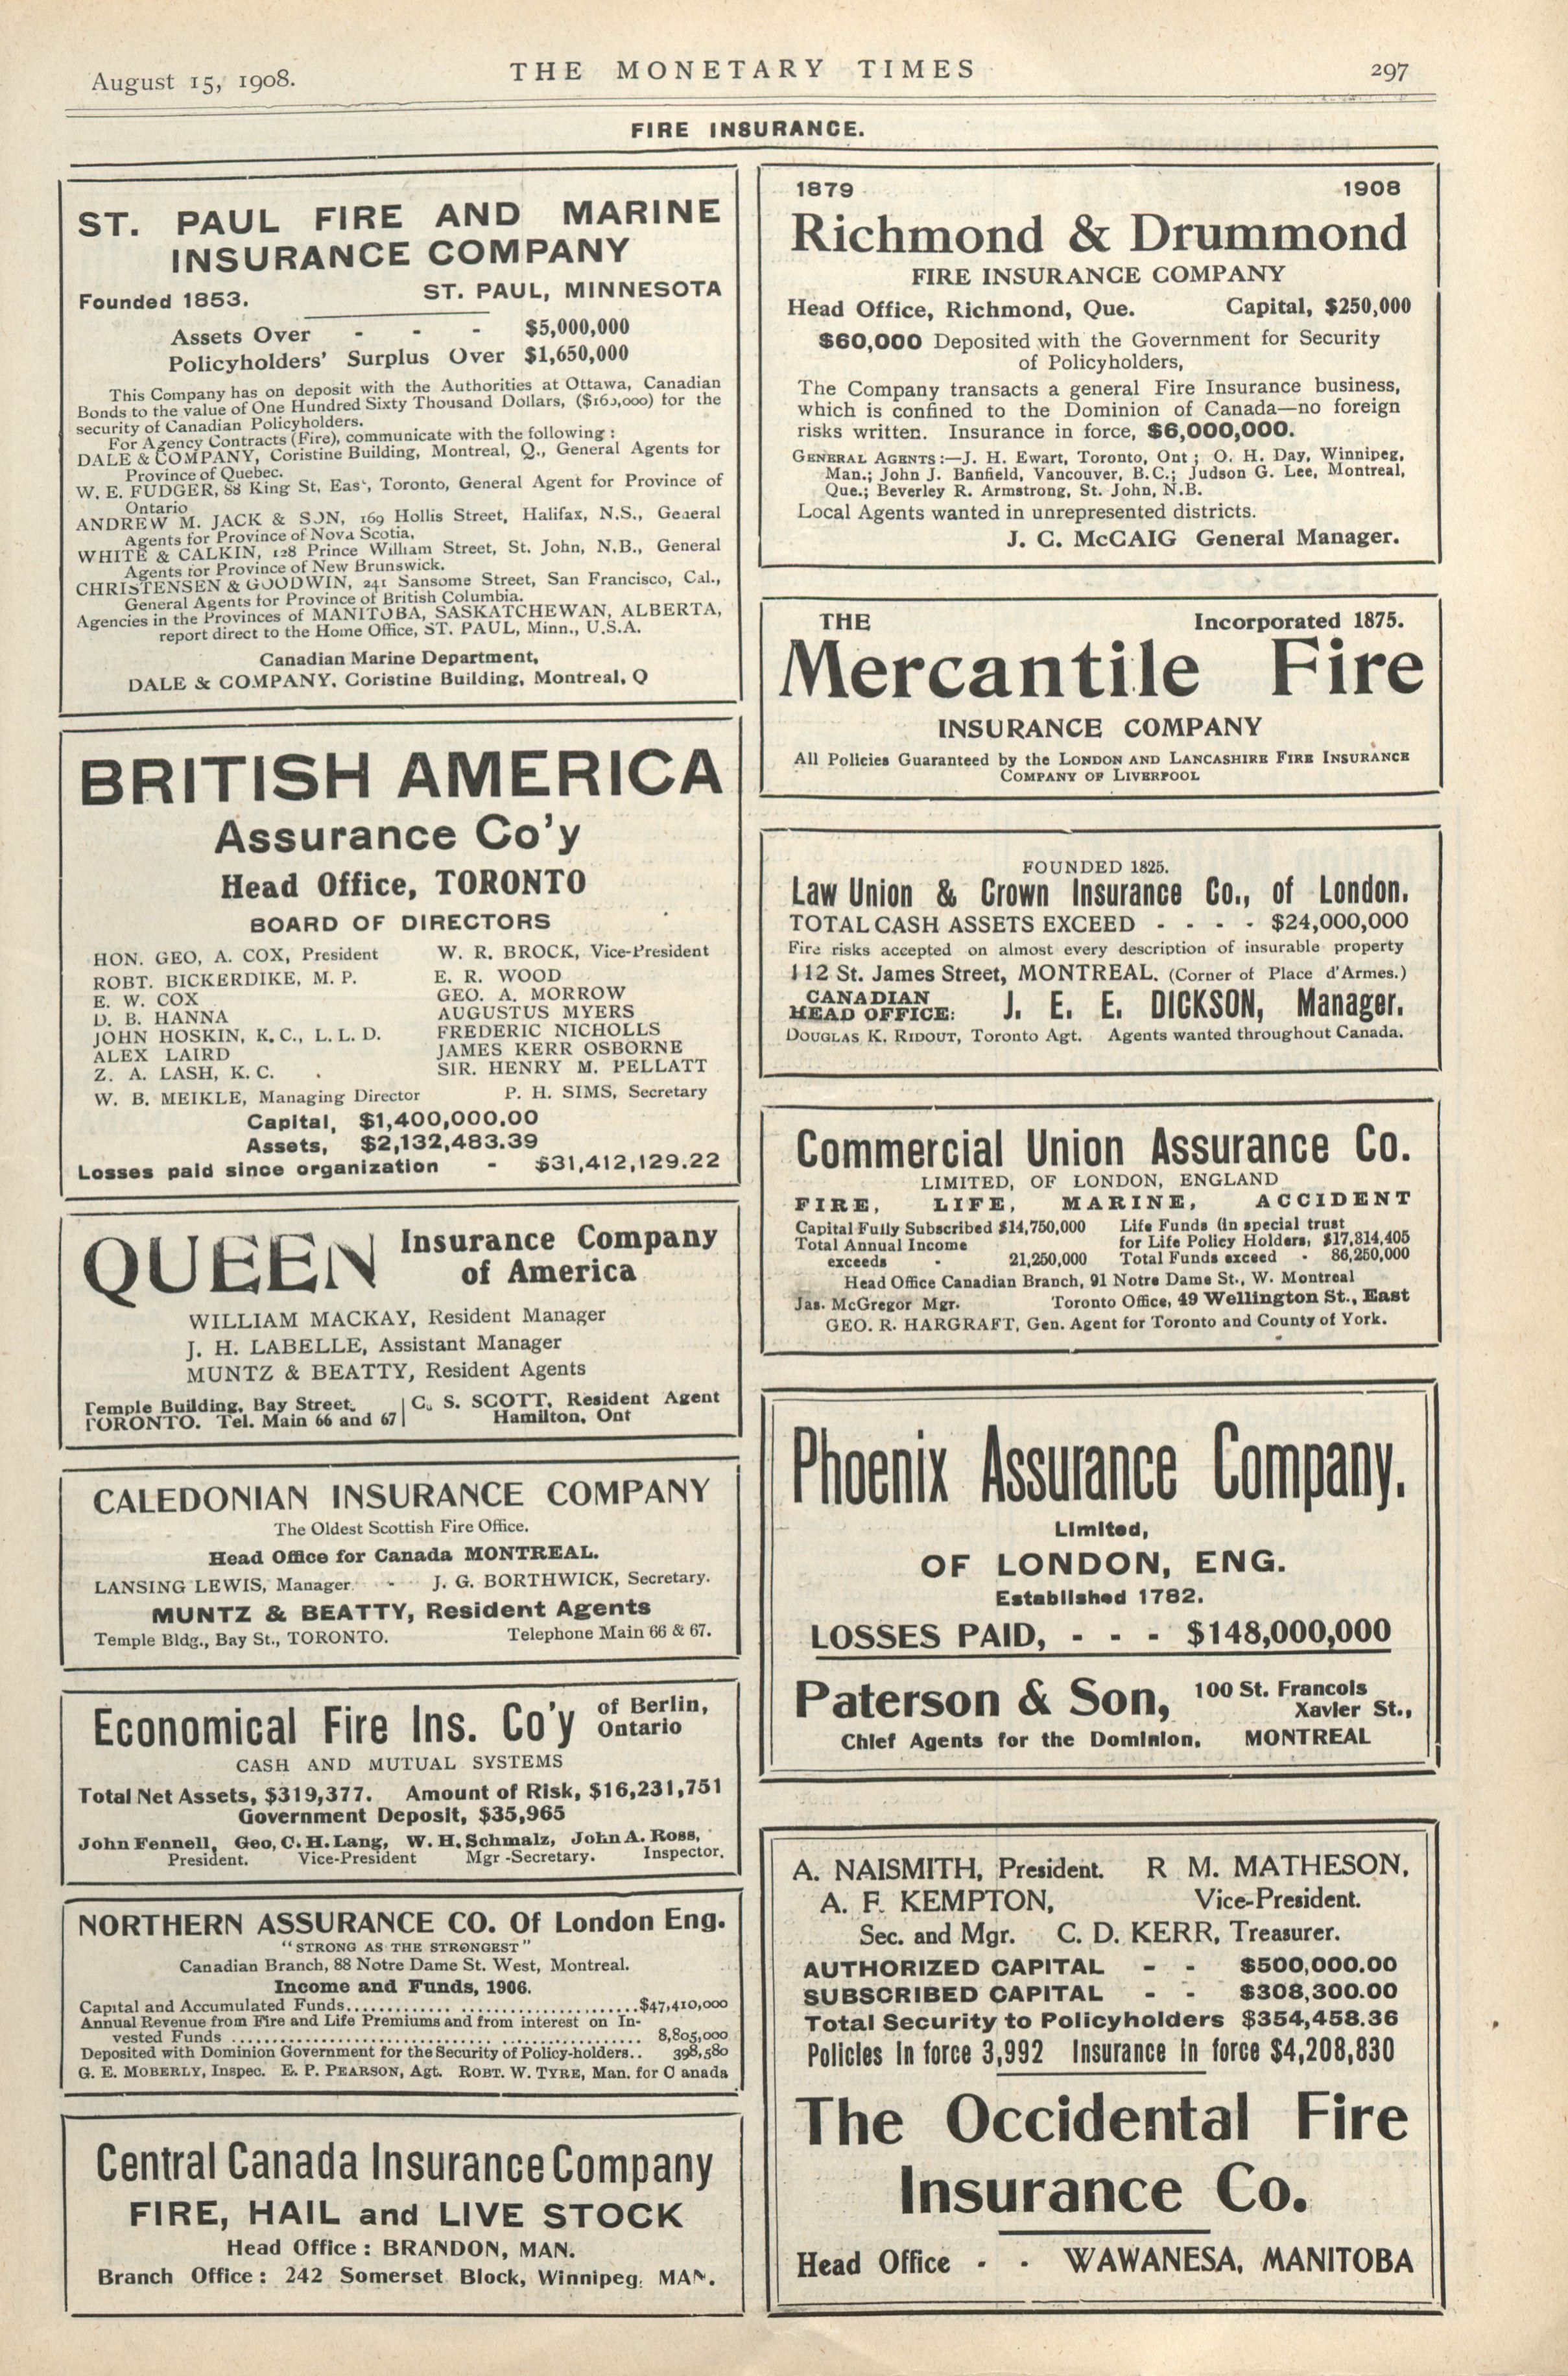 August 15, 1908.
THE MONETARY TIMES
297
FIRE INSURANCE.
ST. PAUL FIRE AND MARINE
INSURANCE COMPANY
Founded 1853. ST. PAUL, MINNESOTA
Assets Over - - - $5,000,000
Policyholders' Surplus Over $1,650,000
This Company has on deposit with the Authorities at Ottawa, Canadian
Bonds to the value of One Hundred Sixty Thousand Dollars, ($160,000) for the
security of Canadian Policyholders.
For Agency Contracts (Fire), communicate with the following :
DALE & COMPANY, Coristine Building, Montreal, Q., General Agents for
Province of Quebec.
W. E. FUDGER, 88 King St, East, Toronto, General Agent for Province of
Ontario
ANDREW M. JACK & SON, 169 Hollis Street, Halifax, N.S., General
Agents for Province of Nova Scotia,
WHITE & CALKIN, 128 Prince William Street, St. John, N.B., General
Agents for Province of New Brunswick.
CHRISTENSEN & GOODWIN, 241 Sansome Street, San Francisco, Cal.,
General Agents for Province of British Columbia.
Agencies in the Provinces of MANITOBA, SASKATCHEWAN, ALBERTA,
report direct to the Home Office, ST. PAUL, Minn., U.S.A.
Canadian Marine Department,
DALE & COMPANY, Coristine Building, Montreal, Q
BRITISH AMERICA
Assurance Co'y
Head Office, TORONTO
BOARD OF DIRECTORS
HON. GEO, A. COX, President W. R. BROCK, Vice-President
ROBT. BICKERDIKE, M. P. E. R. WOOD
E. W. COX GEO. A. MORROW
D. B. HANNA AUGUSTUS MYERS
JOHN HOSKIN, K. C., L. L. D. FREDERIC NICHOLLS
ALEX LAIRD JAMES KERR OSBORNE
Z. A. LASH, K. C. SIR. HENRY M. PELLATT
W. B. MEIKLE, Managing Director P. H. SIMS, Secretary
Capital, $1,400,000.00
Assets, $2,132,483.39
Losses paid since organization - $31,412,129.22
QUEEN Insurance Company
of America
WILLIAM MACKAY, Resident Manager
J. H. LABELLE, Assistant Manager
MUNTZ & BEATTY, Resident Agents
Temple Building, Bay Street, C. S. SCOTT, Resident Agent
TORONTO. Tel. Main 66 and 67 Hamilton, Ont
CALEDONIAN INSURANCE COMPANY
The Oldest Scottish Fire Office.
Head Office for Canada MONTREAL.
LANSING LEWIS, Manager - J. G. BORTHWICK, Secretary.
MUNTZ & BEATTY, Resident Agents
Temple Bldg., Bay St., TORONTO. Telephone Main 66 & 67.
Economical Fire Ins. Co'y of Berlin,
Ontario
CASH AND MUTUAL SYSTEMS
Total Net Assets, $319,377. Amount of Risk, $16,231,751
Government Deposit, $35,965
John Fennell, Geo, C. H. Lang, W. H. Schmalz, John A. Ross,
President. Vice-President Mgr -Secretary. Inspector.
NORTHERN ASSURANCE CO. Of London Eng.
"STRONG AS THE STRONGEST"
Canadian Branch, 88 Notre Dame St. West, Montreal.
Income and Funds, 1906.
Capital and Accumulated Funds.................................$47,410,000
Annual Revenue from Fire and Life Premiums and from interest on In-
vested Funds ........................................... 8,805,000
Deposited with Dominion Government for the Security of Policy-holders.. 398,580
G. E. MOBERLY, Inspec. E. P. PEARSON, Agt. ROBT. W. TYRE, Man. for C anada
Central Canada Insurance Company
FIRE, HAIL and LIVE STOCK
Head Office : BRANDON, MAN.
Branch Office : 242 Somerset Block, Winnipeg, MAN.
1879 1908
Richmond & Drummond
FIRE INSURANCE COMPANY
Head Office, Richmond, Que. Capital, $250,000
$60,000 Deposited with the Government for Security
of Policyholders,
The Company transacts a general Fire Insurance business,
which is confined to the Dominion of Canada—no foreign
risks written. Insurance in force, $6,000,000.
GENERAL AGENTS :—J. H. Ewart, Toronto, Ont ; O. H. Day, Winnipeg,
Man.; John J. Banfield, Vancouver, B.C.; Judson G. Lee, Montreal,
Que.; Beverley R. Armstrong, St. John, N.B.
Local Agents wanted in unrepresented districts.
J. C. McCAIG General Manager.
THE Incorporated 1875.
Mercantile Fire
INSURANCE COMPANY
All Policies Guaranteed by the LONDON AND LANCASHIRE FIRE INSURANCE
COMPANY OF LIVERPOOL
FOUNDED 1825.
Law Union & Crown Insurance Co., of London.
TOTAL CASH ASSETS EXCEED - - - - $24,000,000
Fire risks accepted on almost every description of insurable property
112 St. James Street, MONTREAL. (Corner of Place d'Armes.)
CANADIAN
HEAD OFFICE: J. E. E. DICKSON, Manager.
DOUGLAS K. RIDOUT, Toronto Agt. Agents wanted throughout Canada.
Commercial Union Assurance Co.
LIMITED, OF LONDON, ENGLAND
FIRE, LIFE, MARINE, ACCIDENT
Capital Fully Subscribed $14,750,000 Life Funds (in special trust
Total Annual Income for Life Policy Holders, $17,314,405
exceeds - 21,250,000 Total Funds exceed - 86,250,000
Head Office Canadian Branch, 91 Notre Dame St., W. Montreal
Jas. McGregor Mgr. Toronto Office, 49 Wellington St., East
GEO. R. HARGRAFT, Gen. Agent for Toronto and County of York.
Phoenix Assurance Company,
Limited,
OF LONDON, ENG.
Established 1782.
LOSSES PAID, - - - $148,000,000
Paterson & Son, 100 St. Francois
Xavier St.,
Chief Agents for the Dominion. MONTREAL
A. NAISMITH, President. R M. MATHESON,
A. F. KEMPTON, Vice-President.
Sec. and Mgr. C. D. KERR, Treasurer.
AUTHORIZED CAPITAL - - $500,000.00
SUBSCRIBED CAPITAL - - $308,300.00
Total Security to Policyholders $354,458.36
Policies in force 3,992 Insurance in force $4,208,830
The Occidental Fire
Insurance Co.
Head Office - - WAWANESA, MANITOBA